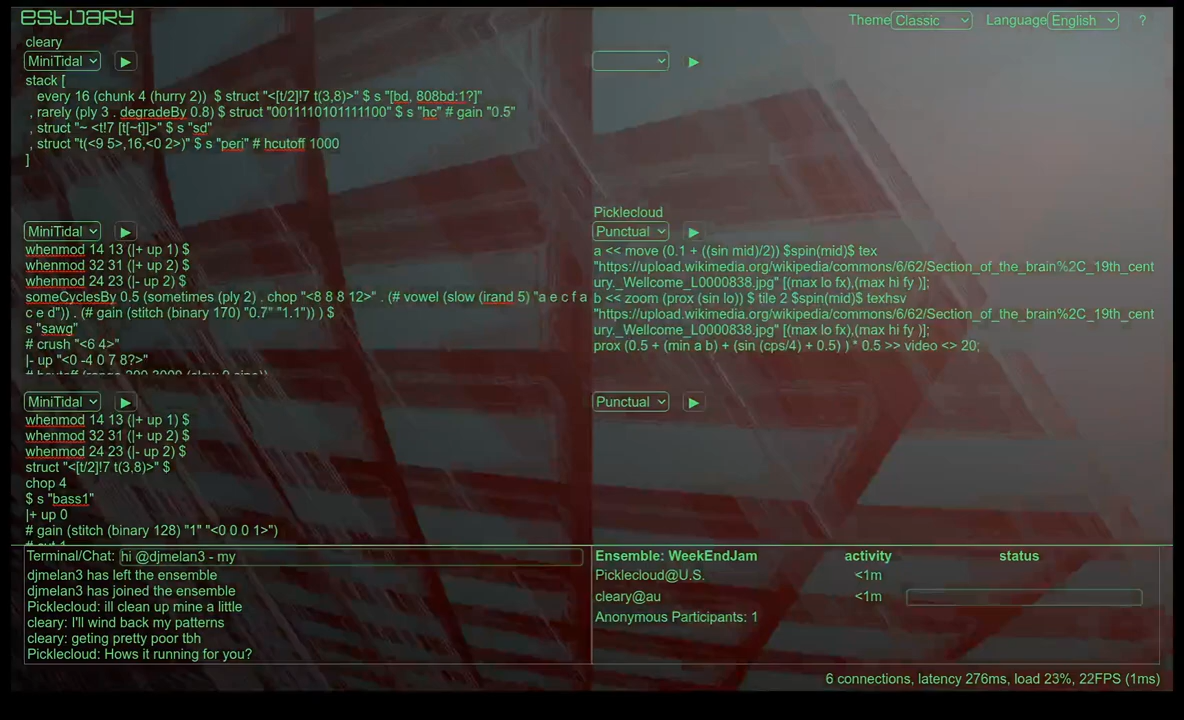 estuary
Theme Classic Language English ?
cleary
MiniTidal
stack [
every 16 (chunk 4 (hurry 2)) $ struct "<[t/2]!7 t(3,8)>" $ s "[bd, 808bd:1?]"
, rarely (ply 3 . degradeBy 0.8) $ struct "0011110101111100" $ s "hc" # gain "0.5"
, struct "~ <t!7 [t[~t]]>" $ s "sd"
, struct "t(<9 5>,16,<0 2>)" $ s "peri" # hcutoff 1000
]
MiniTidal
whenmod 14 13 (|+ up 1) $
whenmod 32 31 (|+ up 2) $
whenmod 24 23 (|- up 2) $
someCyclesBy 0.5 (sometimes (ply 2) . chop "<8 8 8 12>" . (# vowel (slow (irand 5) "a e c f a
c e d")) . (# gain (stitch (binary 170) "0.7" "1.1")) ) $
s "sawg"
# crush "<6 4>"
|- up "<0 -4 0 7 8?>"
# hcutoff (range 200 3000 (slow 9 sine))
MiniTidal
whenmod 14 13 (|+ up 1) $
whenmod 32 31 (|+ up 2) $
whenmod 24 23 (|- up 2) $
struct "<[t/2]!7 t(3,8)>" $
chop 4
$ s "bass1"
|+ up 0
# gain (stitch (binary 128) "1" "<0 0 0 1>")
# cut 1
Picklecloud
Punctual
a << move (0.1 + ((sin mid)/2)) $spin(mid)$ tex
"https://upload.wikimedia.org/wikipedia/commons/6/62/Section_of_the_brain%2C_19th_cent
ury._Wellcome_L0000838.jpg" [(max lo fx),(max hi fy )];
b << zoom (prox (sin lo)) $ tile 2 $spin(mid)$ texhsv
"https://upload.wikimedia.org/wikipedia/commons/6/62/Section_of_the_brain%2C_19th_cent
ury._Wellcome_L0000838.jpg" [(max lo fx),(max hi fy )];
prox (0.5 + (min a b) + (sin (cps/4) + 0.5) ) * 0.5 >> video <> 20;
Punctual
Terminal/Chat: hi @djmelan3 - my
djmelan3 has left the ensemble
djmelan3 has joined the ensemble
Picklecloud: ill clean up mine a little
cleary: I'll wind back my patterns
cleary: geting pretty poor tbh
Picklecloud: Hows it running for you?
Ensemble: WeekEndJam activity status
Picklecloud@U.S. <1m
cleary@au <1m
Anonymous Participants: 1
6 connections, latency 276ms, load 23%, 22FPS (1ms)